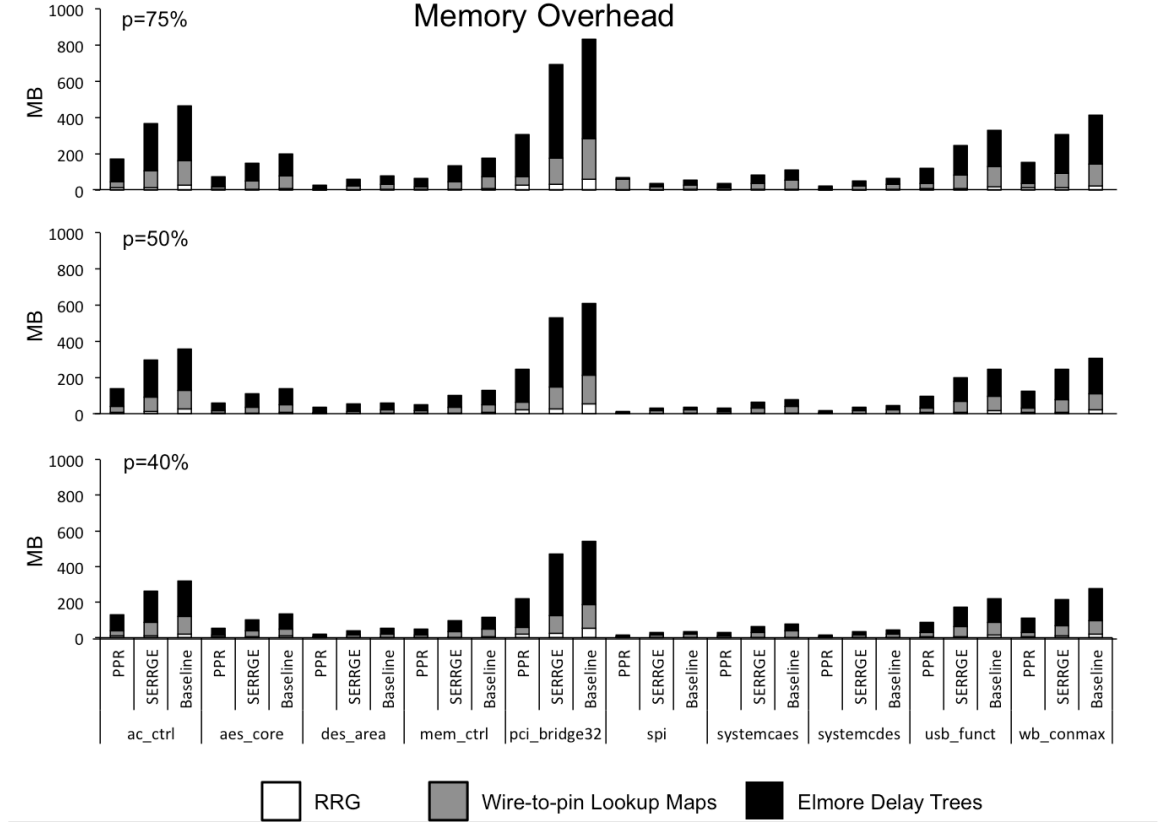 Memory Overhead
p=75%
MB
1000
800
600
400
200
0
p=50%
MB
1000
800
600
400
200
0
p=40%
MB
1000
800
600
400
200
0
PPR SERRGE Baseline PPR SERRGE Baseline PPR SERRGE Baseline PPR SERRGE Baseline PPR SERRGE Baseline PPR SERRGE Baseline PPR SERRGE Baseline PPR SERRGE Baseline PPR SERRGE Baseline PPR SERRGE Baseline
ac_ctrl aes_core des_area mem_ctrl pci_bridge32 spi systemcaes systemcdes usb_funct wb_conmax
RRG Wire-to-pin Lookup Maps Elmore Delay Trees